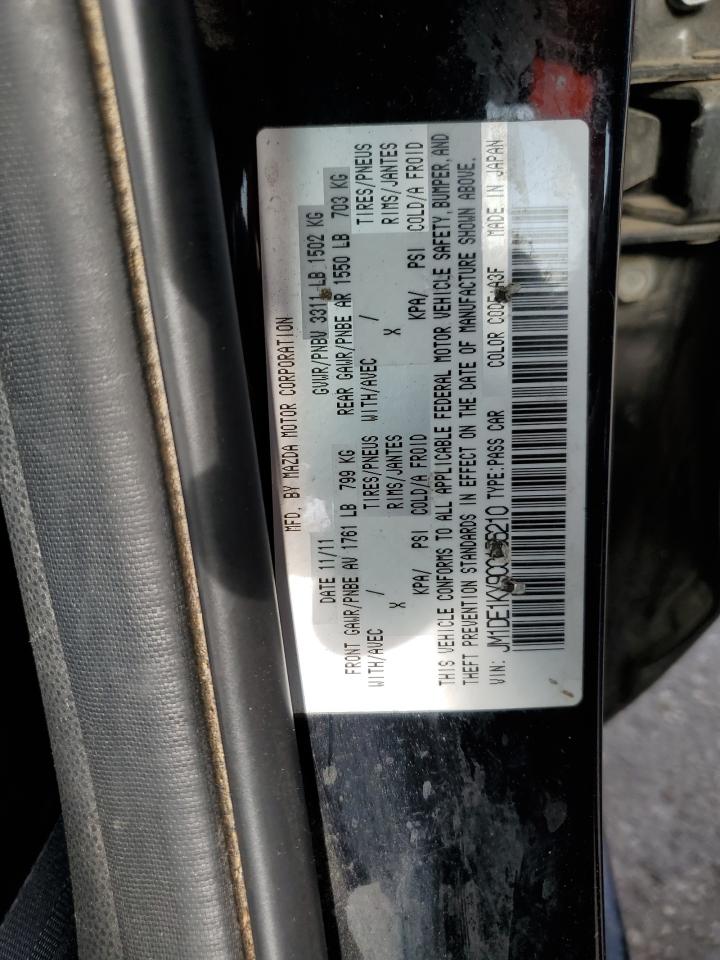 MFD. BY MAZDA MOTOR CORPORATION
DATE 11/11 GVWR/PNBV 3311 LB 1502 KG
FRONT GAWR/PNBE AV 1761 LB 799 KG REAR GAWR/PNBE AR 1550 LB 703 KG
WITH/AVEC / TIRES/PNEUS WITH/AVEC / TIRES/PNEUS
X RIMS/JANTES X RIMS/JANTES
KPA/ PSI COLD/A FROID KPA/ PSI COLD/A FROID
THIS VEHICLE CONFORMS TO ALL APPLICABLE FEDERAL MOTOR VEHICLE SAFETY, BUMPER, AND
THEFT PREVENTION STANDARDS IN EFFECT ON THE DATE OF MANUFACTURE SHOWN ABOVE.
VIN: TYPE:PASS CAR COLOR CODE:A3F MADE IN JAPAN